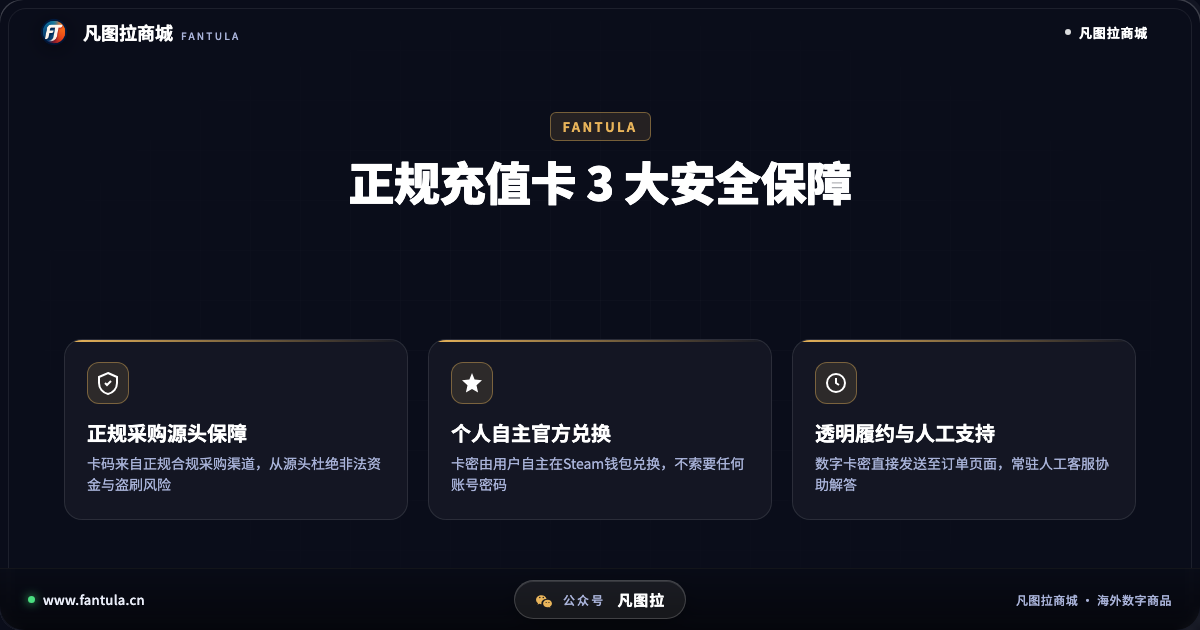 FT 凡图拉商城 FANTULA
凡图拉商城
FANTULA
正规充值卡 3 大安全保障
正规采购源头保障
卡码来自正规合规采购渠道，从源头杜绝非法资
金与盗刷风险
个人自主官方兑换
卡密由用户自主在Steam钱包兑换，不索要任何
账号密码
透明履约与人工支持
数字卡密直接发送至订单页面，常驻人工客服协
助解答
www.fantula.cn
公众号 凡图拉
凡图拉商城 · 海外数字商品